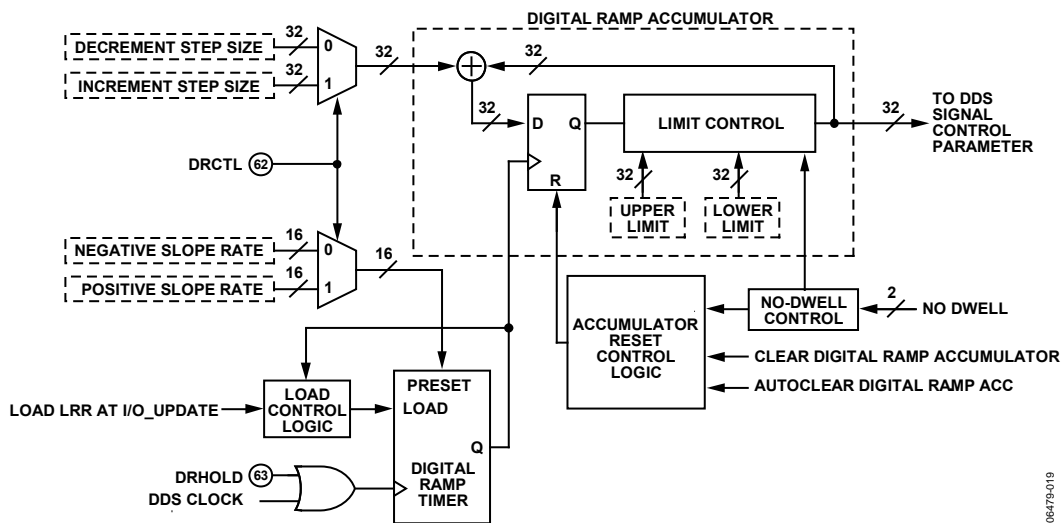 DIGITAL RAMP ACCUMULATOR
DECREMENT STEP SIZE
32
0
INCREMENT STEP SIZE
32
1
32
32
32
D
Q
R
LIMIT CONTROL
32
TO DDS
SIGNAL
CONTROL
PARAMETER
32
32
UPPER
LIMIT
LOWER
LIMIT
DRCTL
62
NEGATIVE SLOPE RATE
16
0
POSITIVE SLOPE RATE
16
1
16
ACCUMULATOR
RESET
CONTROL
LOGIC
NO-DWELL
CONTROL
2
NO DWELL
CLEAR DIGITAL RAMP ACCUMULATOR
AUTOCLEAR DIGITAL RAMP ACC
LOAD LRR AT I/O_UPDATE
LOAD
CONTROL
LOGIC
PRESET
LOAD
Q
DIGITAL
RAMP
TIMER
DRHOLD
63
DDS CLOCK
06479-019